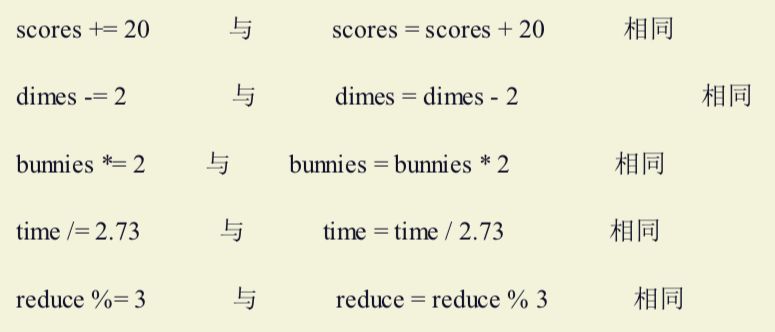 scores += 20 与 scores = scores + 20 相同
dimes -= 2 与 dimes = dimes - 2 相同
bunnies *= 2 与 bunnies = bunnies * 2 相同
time /= 2.73 与 time = time / 2.73 相同
reduce %= 3 与 reduce = reduce % 3 相同